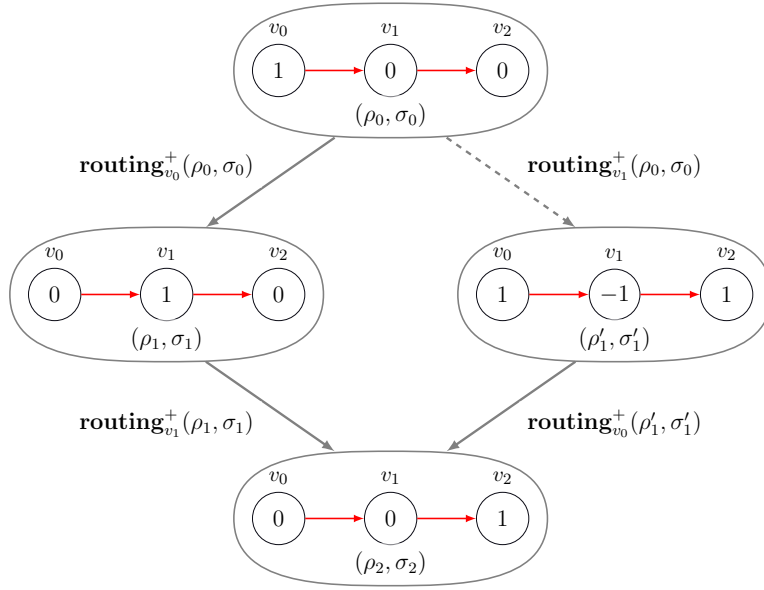 v₀ v₁ v₂
1 0 0
(ρ₀, σ₀)
routing⁺_{v₀}(ρ₀, σ₀) routing⁺_{v₁}(ρ₀, σ₀)
v₀ v₁ v₂ v₀ v₁ v₂
0 1 0 1 −1 1
(ρ₁, σ₁) (ρ′₁, σ′₁)
routing⁺_{v₁}(ρ₁, σ₁) routing⁺_{v₀}(ρ′₁, σ′₁)
v₀ v₁ v₂
0 0 1
(ρ₂, σ₂)